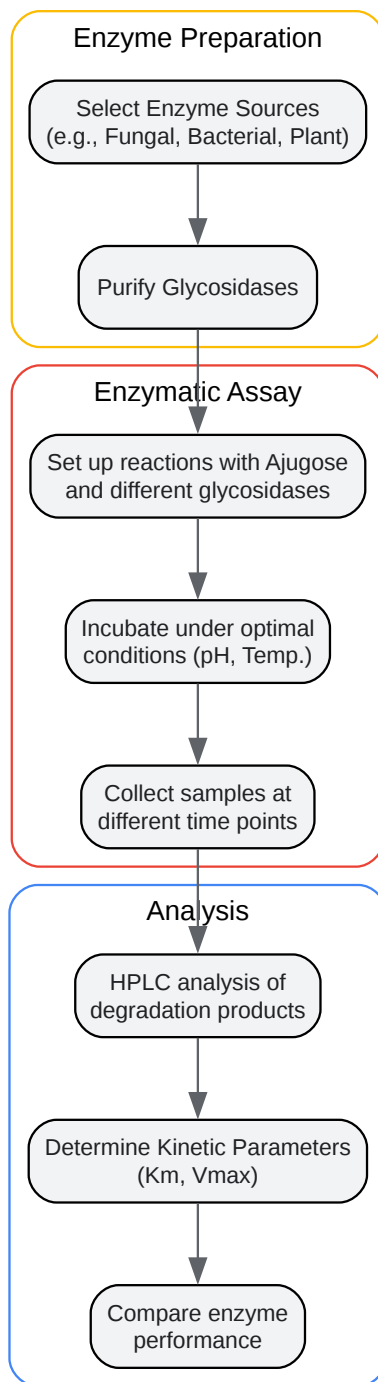 Enzyme Preparation
Select Enzyme Sources
(e.g., Fungal, Bacterial, Plant)
Purify Glycosidases
Enzymatic Assay
Set up reactions with Ajugose
and different glycosidases
Incubate under optimal
conditions (pH, Temp.)
Collect samples at
different time points
Analysis
HPLC analysis of
degradation products
Determine Kinetic Parameters
(Km, Vmax)
Compare enzyme
performance